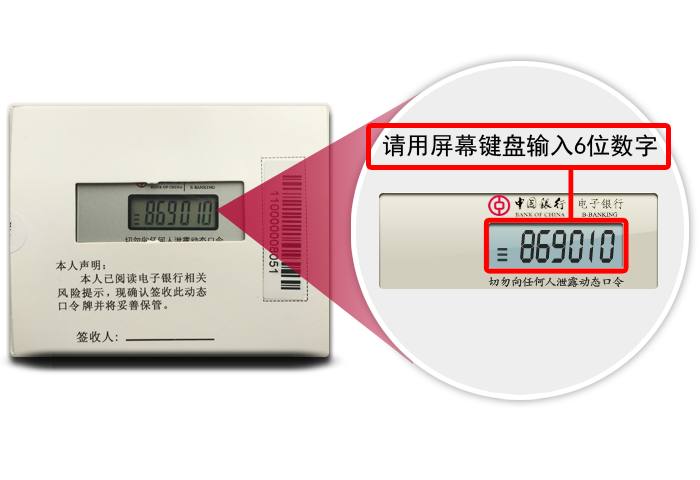 请用屏幕键盘输入6位数字
中国银行 电子银行
BANK OF CHINA B-BANKING
869010
切勿向任何人泄露动态口令
BANK OF CHINA E-BANKING
869010
切勿向任何人泄露动态口令
本人声明：
本人已阅读电子银行相关
风险提示，现确认签收此动态
口令牌并将妥善保管。
签收人：
110000008051